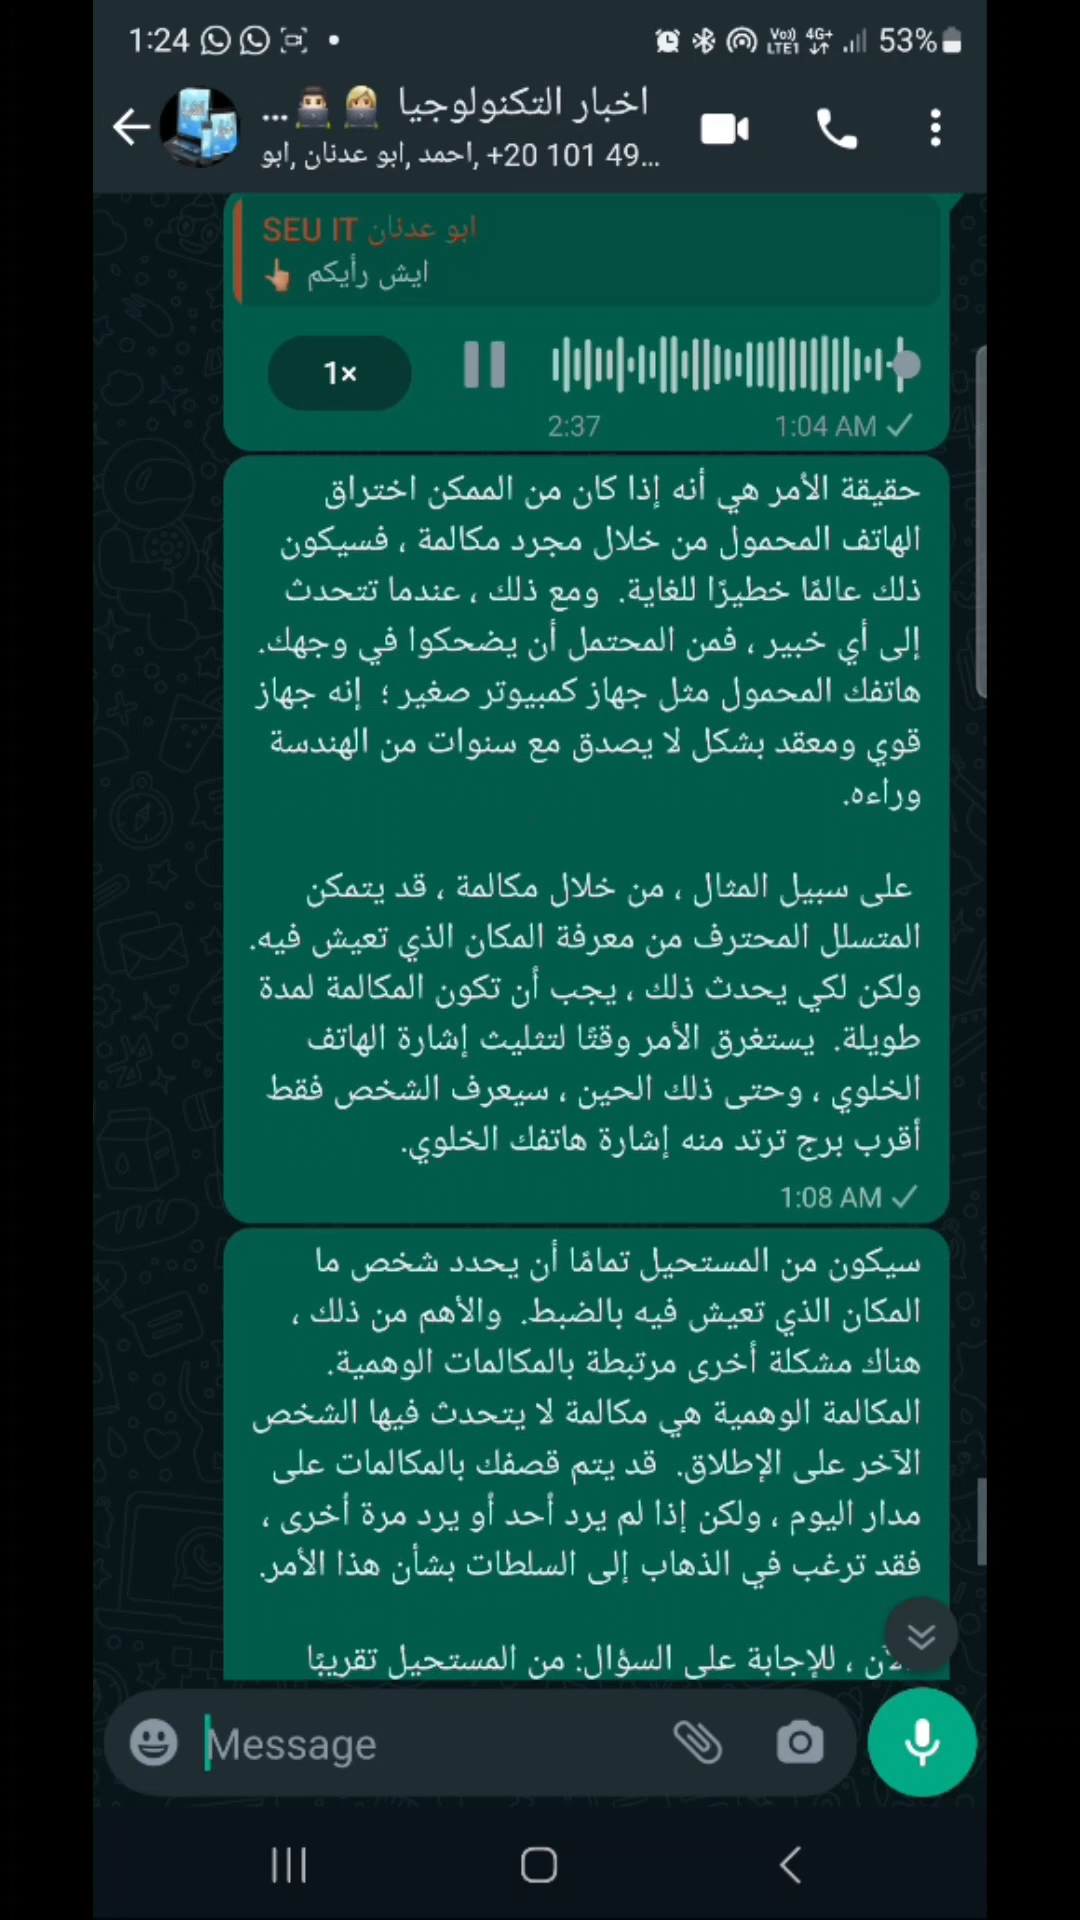 1:24
Vo)) LTE1 4G+ 53%
اخبار التكنولوجيا 👩🏼‍💻 👨🏻‍💻...
احمد, ابو عدنان, ابو, +20 101 49...
ابو عدنان SEU IT
ايش رأيكم 👆🏼
1×
2:37 1:04 AM
حقيقة الأمر هي أنه إذا كان من الممكن اختراق
الهاتف المحمول من خلال مجرد مكالمة ، فسيكون
ذلك عالمًا خطيرًا للغاية. ومع ذلك ، عندما تتحدث
إلى أي خبير ، فمن المحتمل أن يضحكوا في وجهك.
هاتفك المحمول مثل جهاز كمبيوتر صغير ؛ إنه جهاز
قوي ومعقد بشكل لا يصدق مع سنوات من الهندسة
وراءه.
على سبيل المثال ، من خلال مكالمة ، قد يتمكن
المتسلل المحترف من معرفة المكان الذي تعيش فيه.
ولكن لكي يحدث ذلك ، يجب أن تكون المكالمة لمدة
طويلة. يستغرق الأمر وقتًا لتثليث إشارة الهاتف
الخلوي ، وحتى ذلك الحين ، سيعرف الشخص فقط
أقرب برج ترتد منه إشارة هاتفك الخلوي.
1:08 AM
سيكون من المستحيل تمامًا أن يحدد شخص ما
المكان الذي تعيش فيه بالضبط. والأهم من ذلك ،
هناك مشكلة أخرى مرتبطة بالمكالمات الوهمية.
المكالمة الوهمية هي مكالمة لا يتحدث فيها الشخص
الآخر على الإطلاق. قد يتم قصفك بالمكالمات على
مدار اليوم ، ولكن إذا لم يرد أحد أو يرد مرة أخرى ،
فقد ترغب في الذهاب إلى السلطات بشأن هذا الأمر.
الآن ، للإجابة على السؤال: من المستحيل تقريبًا
Message